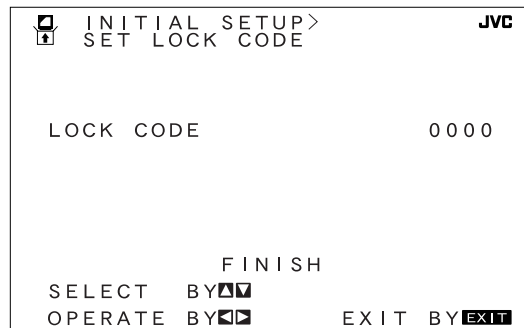 INITIAL SETUP> JVC
SET LOCK CODE
LOCK CODE 0000
FINISH
SELECT BY▲▼
OPERATE BY◀▶ EXIT BY EXIT